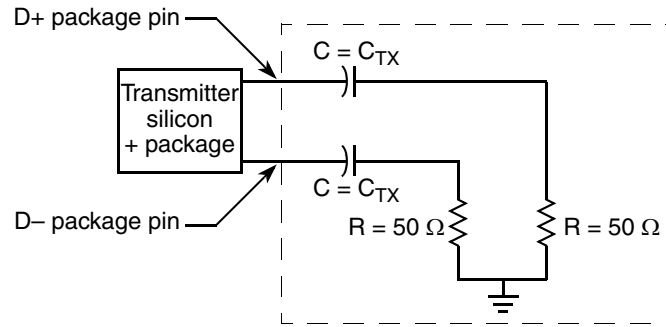 D+ package pin
C = CTX
Transmitter
silicon
+ package
C = CTX
D– package pin
R = 50 Ω
R = 50 Ω